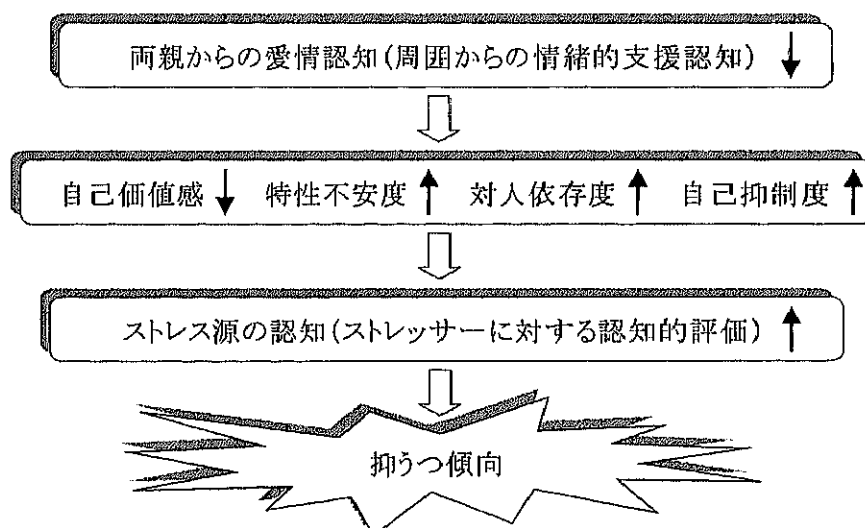 両親からの愛情認知(周囲からの情緒的支援認知)↓
自己価値感↓ 特性不安度↑ 対人依存度↑ 自己抑制度↑
ストレス源の認知(ストレッサーに対する認知的評価)↑
抑うつ傾向